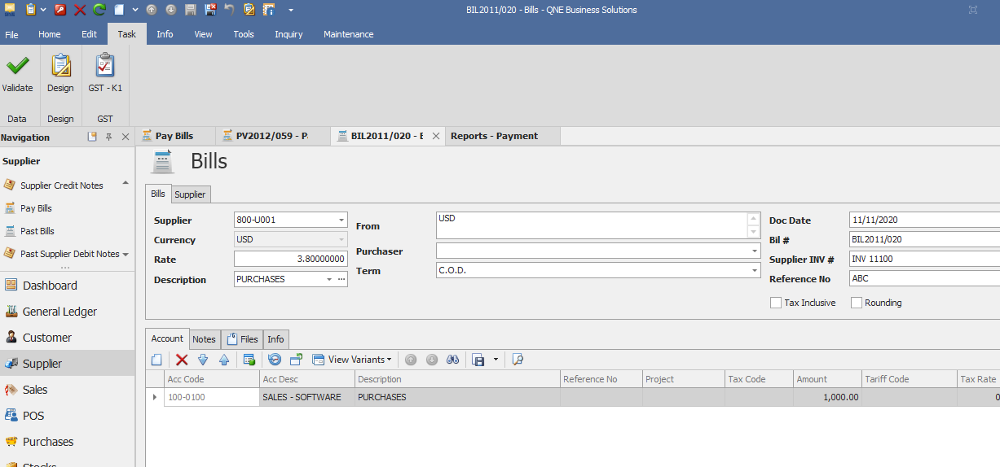 BIL2011/020 - Bills - QNE Business Solutions
File Home Edit Task Info View Tools Inquiry Maintenance
Validate Design GST - K1
Data Design GST
Navigation
Pay Bills PV2012/059 - P BIL2011/020 - E Reports - Payment
Supplier
Supplier Credit Notes
Pay Bills
Past Bills
Past Supplier Debit Notes
Dashboard
General Ledger
Customer
Supplier
Sales
POS
Purchases
Stocks
Bills
Bills Supplier
Supplier 800-U001 From USD Doc Date 11/11/2020
Currency USD Bil # BIL2011/020
Rate 3.80000000 Purchaser Supplier INV # INV 11100
Description PURCHASES Term C.O.D. Reference No ABC
Tax Inclusive Rounding
Account Notes Files Info
View Variants
Acc Code Acc Desc Description Reference No Project Tax Code Amount Tariff Code Tax Rate
100-0100 SALES - SOFTWARE PURCHASES 1,000.00 0